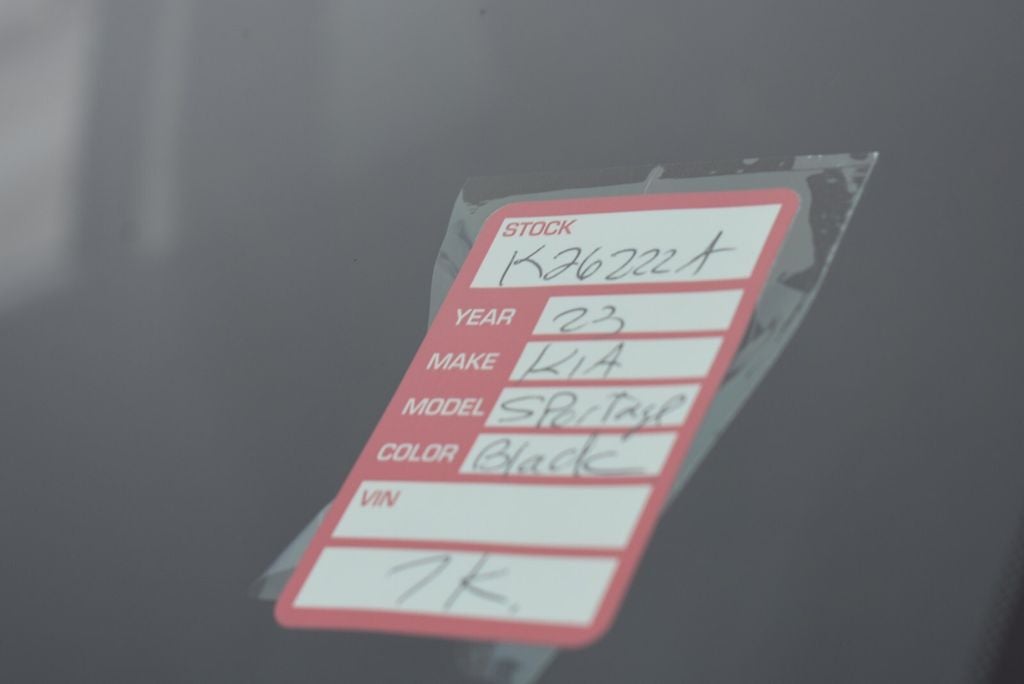 STOCK
K26222A
YEAR 23
MAKE KIA
MODEL SPortage
COLOR Black
VIN
7K.